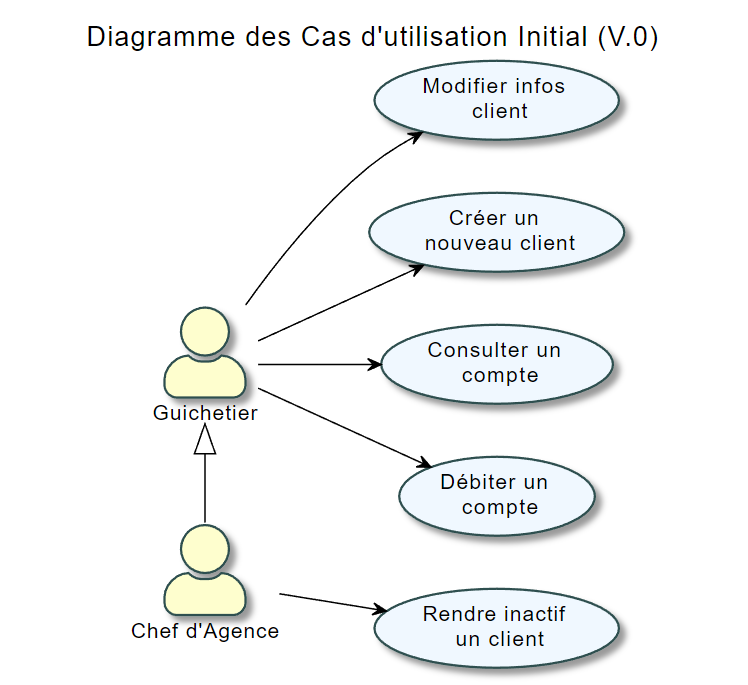 Diagramme des Cas d'utilisation Initial (V.0)
Modifier infos
client
Créer un
nouveau client
Consulter un
compte
Guichetier
Débiter un
compte
Rendre inactif
un client
Chef d'Agence